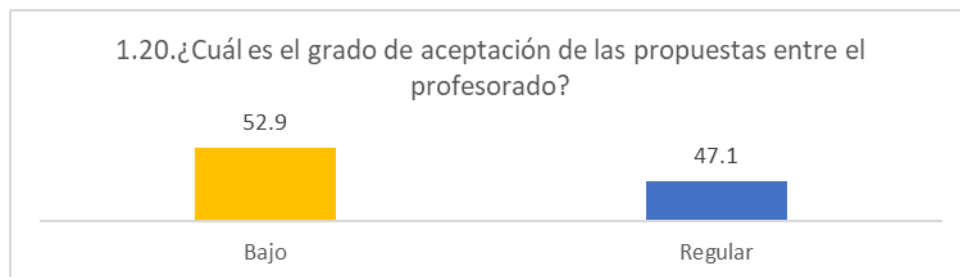 1.20.¿Cuál es el grado de aceptación de las propuestas entre el
profesorado?
52.9
47.1
Bajo
Regular